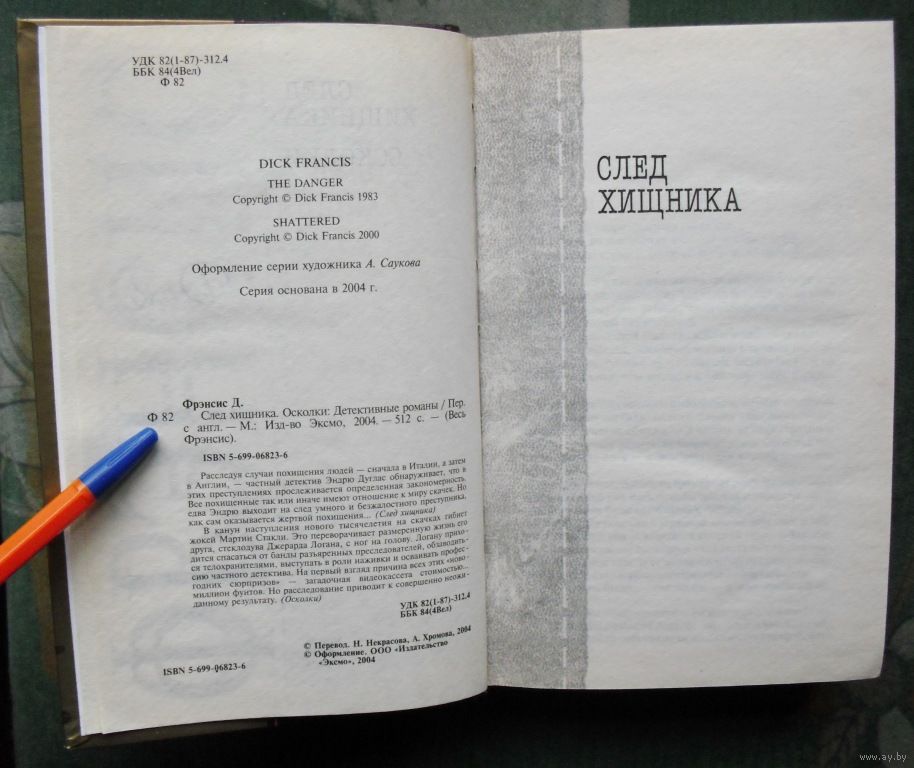 УДК 82(1-87)-312.4
ББК 84(4Вел)
Ф 82
DICK FRANCIS
THE DANGER
Copyright © Dick Francis 1983
SHATTERED
Copyright © Dick Francis 2000
Оформление серии художника А. Саукова
Серия основана в 2004 г.
Фрэнсис Д.
Ф 82 След хищника. Осколки: Детективные романы / Пер.
с англ. — М.: Изд-во Эксмо, 2004. — 512 с. — (Весь
Фрэнсис).
ISBN 5-699-06823-6
Расследуя случаи похищения людей — сначала в Италии, а затем
в Англии, — частный детектив Эндрю Дуглас обнаруживает, что в
этих преступлениях прослеживается определенная закономерность.
Все похищенные так или иначе имеют отношение к миру скачек. Но
едва Эндрю выходит на след умного и безжалостного преступника,
как сам оказывается жертвой похищения... (След хищника)
В канун наступления нового тысячелетия на скачках гибнет
жокей Мартин Стакли. Это переворачивает размеренную жизнь его
друга, стеклодува Джерарда Логана, с ног на голову. Логану прихо-
дится спасаться от банды разъяренных преследователей, обзаводить-
ся телохранителями, выступать в роли наживки и осваивать профес-
сию частного детектива. На первый взгляд причина всех этих «ново-
годних сюрпризов» — загадочная видеокассета стоимостью...
миллион фунтов. Но расследование приводит к совершенно неожи-
данному результату. (Осколки)
УДК 82(1-87)-312.4
ББК 84(4Вел)
© Перевод. Н. Некрасова, А. Хромова, 2004
© Оформление. ООО «Издательство
«Эксмо», 2004
ISBN 5-699-06823-6
СЛЕД
ХИЩНИКА
www.ay.by